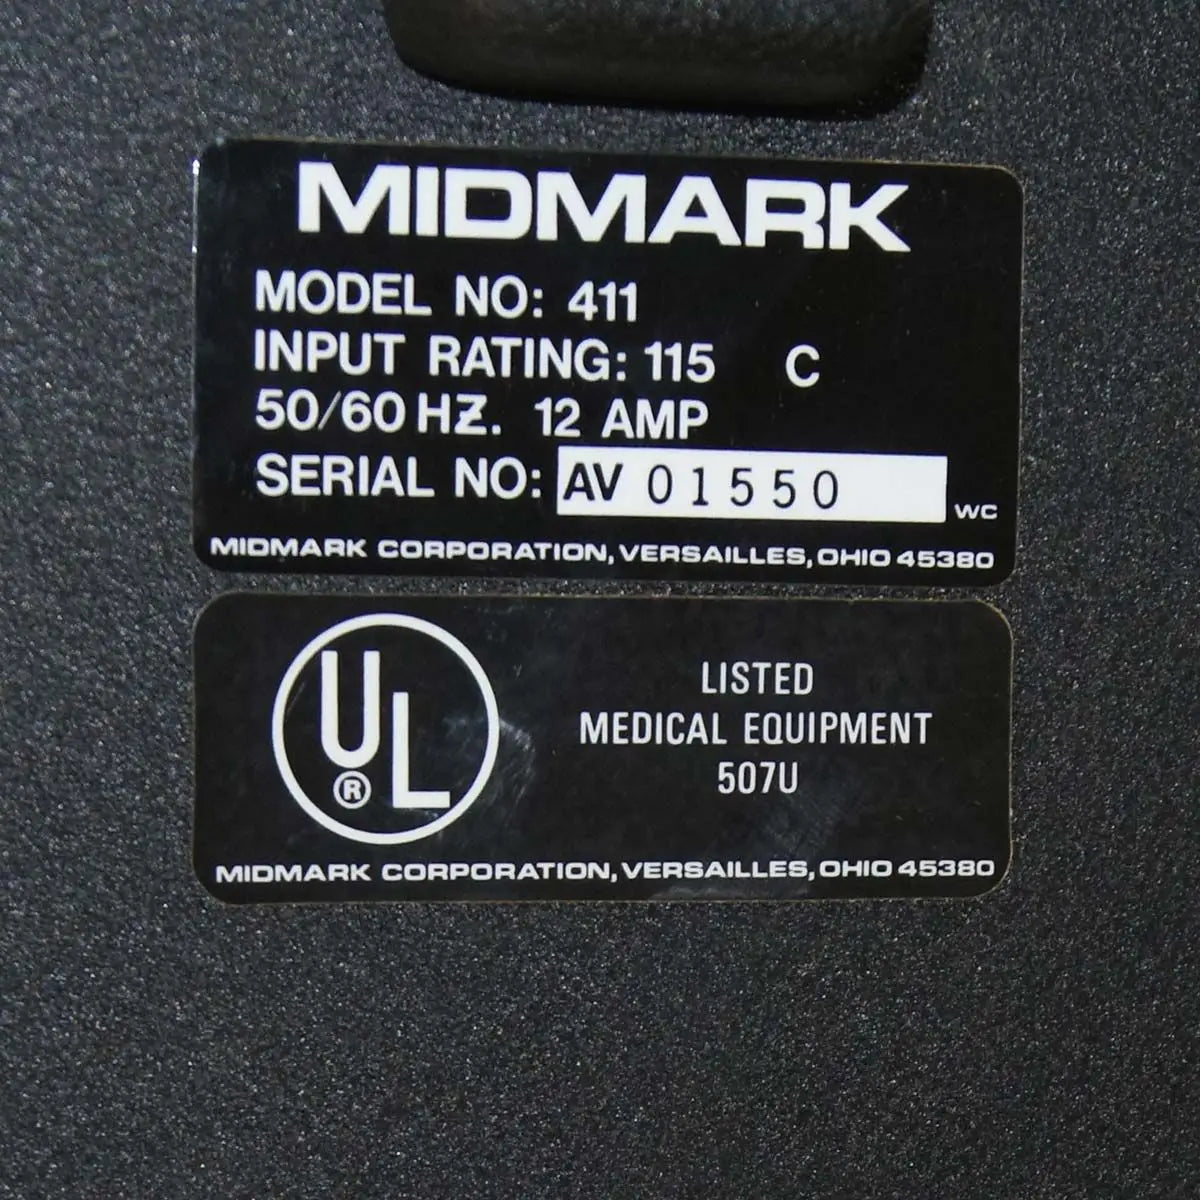 MIDMARK
MODEL NO: 411
INPUT RATING: 115 C
50/60 HZ. 12 AMP
SERIAL NO: AV 01550 WC
MIDMARK CORPORATION, VERSAILLES, OHIO 45380
UL ®
LISTED
MEDICAL EQUIPMENT
507U
MIDMARK CORPORATION, VERSAILLES, OHIO 45380